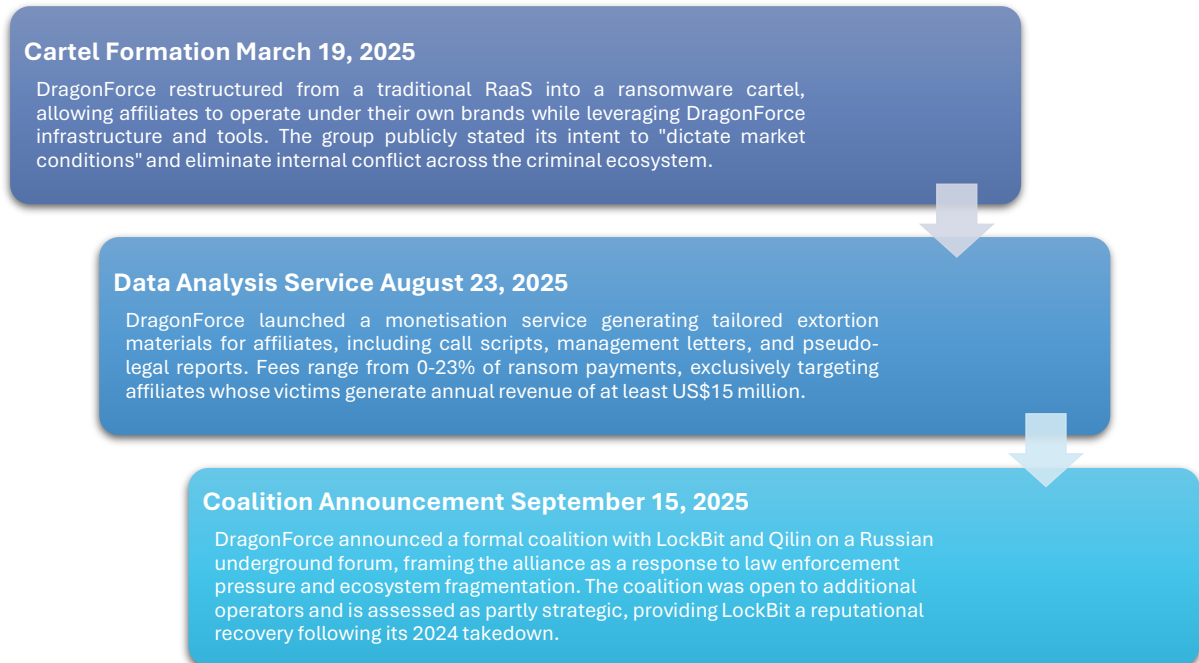 Cartel Formation March 19, 2025
DragonForce restructured from a traditional RaaS into a ransomware cartel,
allowing affiliates to operate under their own brands while leveraging DragonForce
infrastructure and tools. The group publicly stated its intent to "dictate market
conditions" and eliminate internal conflict across the criminal ecosystem.
Data Analysis Service August 23, 2025
DragonForce launched a monetisation service generating tailored extortion
materials for affiliates, including call scripts, management letters, and pseudo-
legal reports. Fees range from 0-23% of ransom payments, exclusively targeting
affiliates whose victims generate annual revenue of at least US$15 million.
Coalition Announcement September 15, 2025
DragonForce announced a formal coalition with LockBit and Qilin on a Russian
underground forum, framing the alliance as a response to law enforcement
pressure and ecosystem fragmentation. The coalition was open to additional
operators and is assessed as partly strategic, providing LockBit a reputational
recovery following its 2024 takedown.